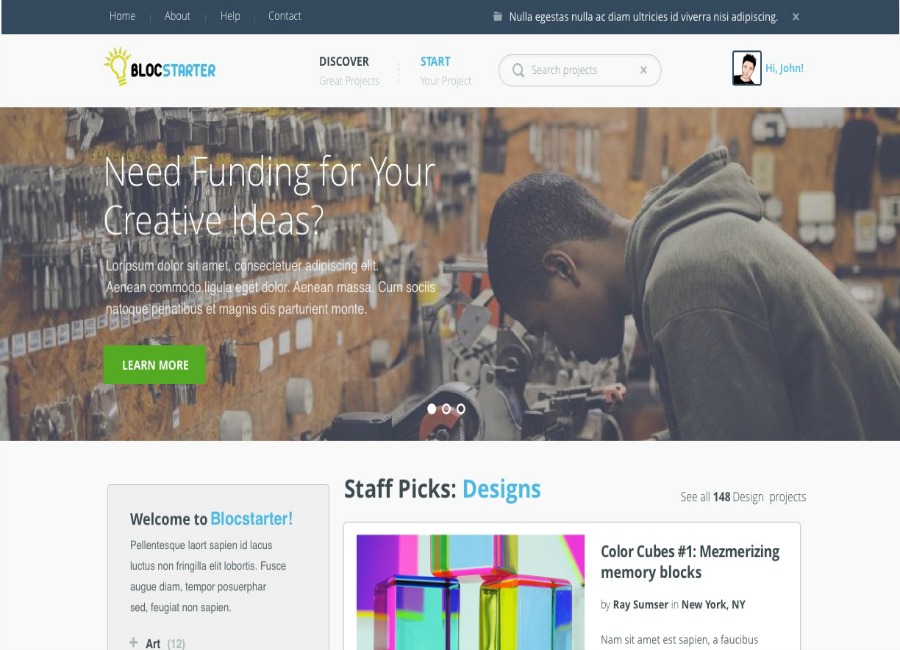 Home
About
Help
Contact
Nulla egestas nulla ac diam ultricies id viverra nisi adipiscing.
BLOCSTARTER
DISCOVER
Great Projects
START
Your Project
Search projects
Hi, John!
Need Funding for Your
Creative Ideas?
Loripsum dolor sit amet, consectetuer adipiscing elit.
Aenean commodo ligula eget dolor. Aenean massa. Cum sociis
natoque penatibus et magnis dis parturient monte.
LEARN MORE
Staff Picks: Designs
See all 148 Design projects
Welcome to Blocstarter!
Pellentesque laort sapien id lacus
luctus non fringilla elit lobortis. Fusce
augue diam, tempor posuerphar
sed, feugiat non sapien.
Art (12)
Color Cubes #1: Mezmerizing
memory blocks
by Ray Sumser in New York, NY
Nam sit amet est sapien, a faucibus